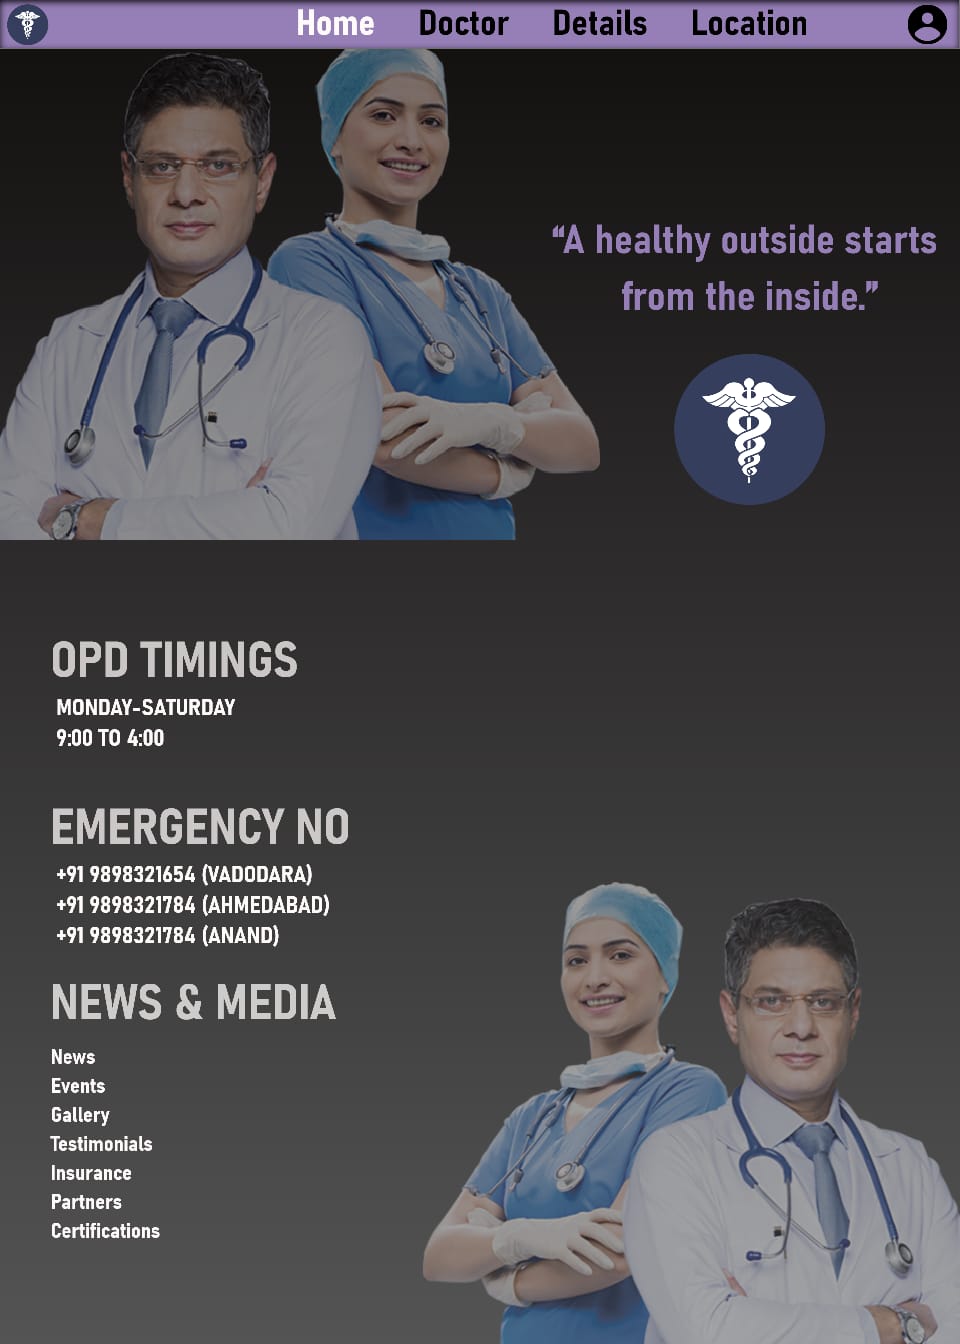 Home Doctor Details Location
“A healthy outside starts
from the inside.”
OPD TIMINGS
MONDAY-SATURDAY
9:00 TO 4:00
EMERGENCY NO
+91 9898321654 (VADODARA)
+91 9898321784 (AHMEDABAD)
+91 9898321784 (ANAND)
NEWS & MEDIA
News
Events
Gallery
Testimonials
Insurance
Partners
Certifications